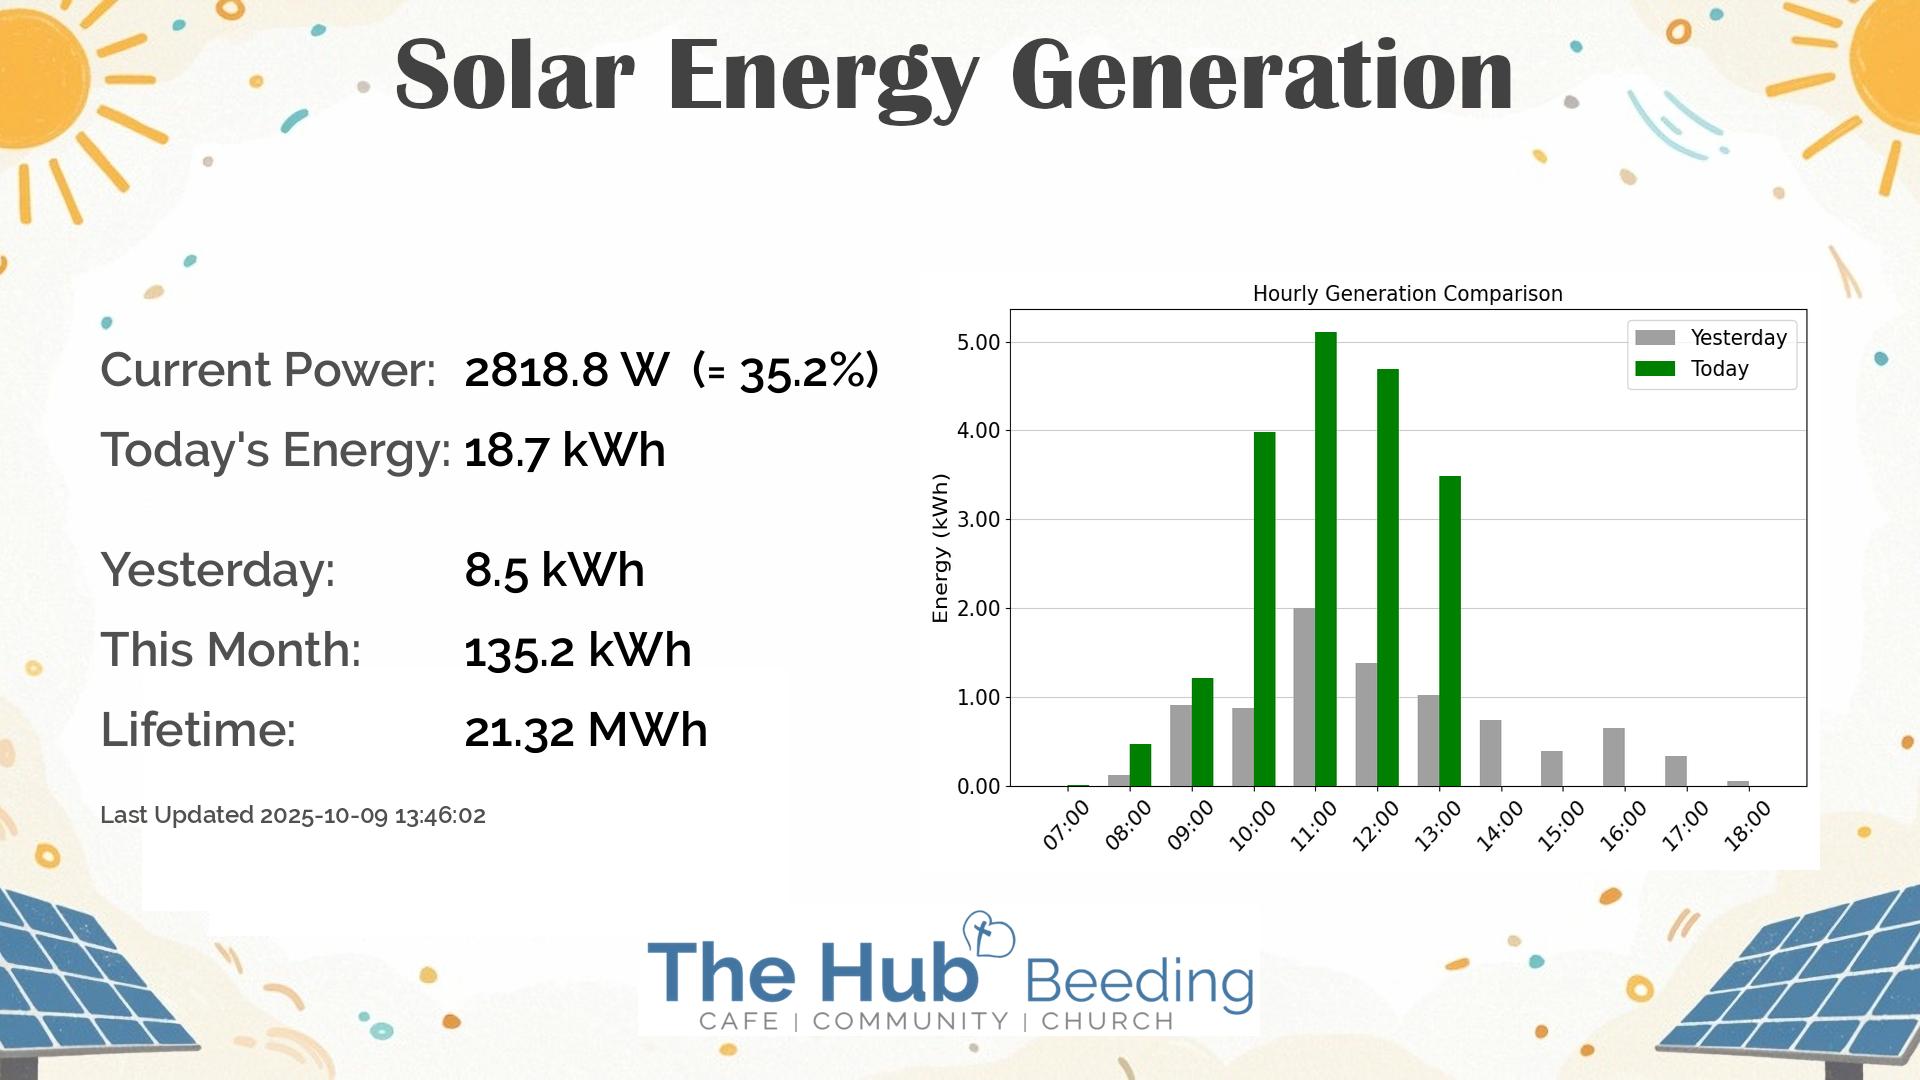 Solar Energy Generation
Current Power: 2818.8 W (= 35.2%)
Today's Energy: 18.7 kWh
Yesterday: 8.5 kWh
This Month: 135.2 kWh
Lifetime: 21.32 MWh
Last Updated 2025-10-09 13:46:02
Hourly Generation Comparison
Yesterday
Today
Energy (kWh)
5.00
4.00
3.00
2.00
1.00
0.00
07:00 08:00 09:00 10:00 11:00 12:00 13:00 14:00 15:00 16:00 17:00 18:00
The Hub Beeding
CAFE | COMMUNITY | CHURCH